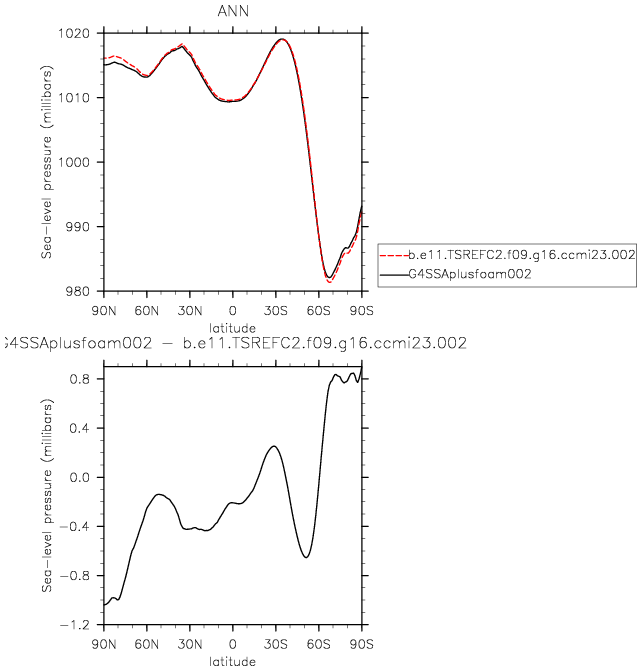 ANN
1020
1010
1000
990
980
Sea-level pressure (millibars)
90N 60N 30N 0 30S 60S 90S
latitude
b.e11.TSREFC2.f09.g16.ccmi23.002
G4SSAplusfoam002
G4SSAplusfoam002 - b.e11.TSREFC2.f09.g16.ccmi23.002
0.8
0.4
0.0
-0.4
-0.8
-1.2
Sea-level pressure (millibars)
90N 60N 30N 0 30S 60S 90S
latitude